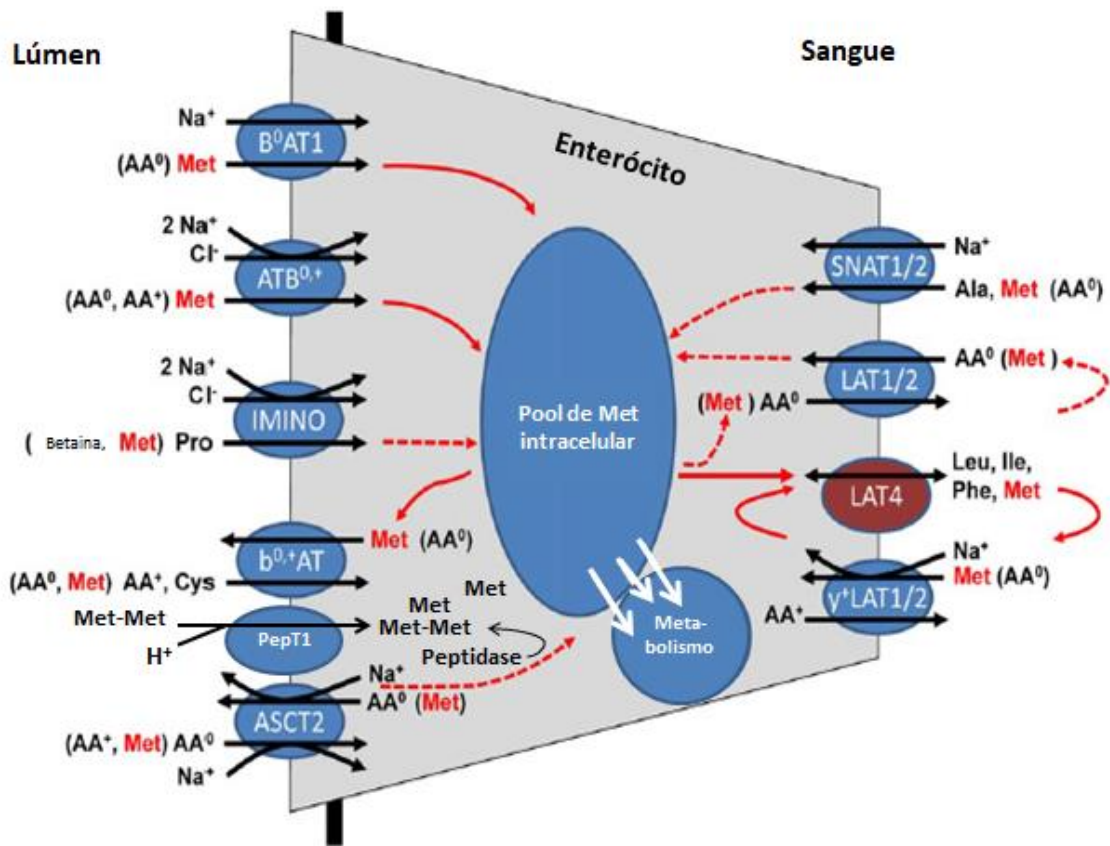 Lúmen
Sangue
Enterócito
Na⁺
B⁰AT1
(AA⁰) Met
2 Na⁺
Cl⁻
ATB⁰,⁺
(AA⁰, AA⁺) Met
2 Na⁺
Cl⁻
IMINO
( Betaina, Met) Pro
b⁰,⁺AT
Met (AA⁰)
(AA⁰, Met) AA⁺, Cys
Met-Met
H⁺
PepT1
Met
Met
Met-Met
Peptidase
Na⁺
AA⁰ (Met)
ASCT2
(AA⁺, Met) AA⁰
Na⁺
Pool de Met
intracelular
Meta-
bolismo
Na⁺
SNAT1/2
Ala, Met (AA⁰)
AA⁰ (Met )
LAT1/2
(Met ) AA⁰
Leu, Ile,
LAT4
Phe, Met
Na⁺
Met (AA⁰)
y⁺LAT1/2
AA⁺